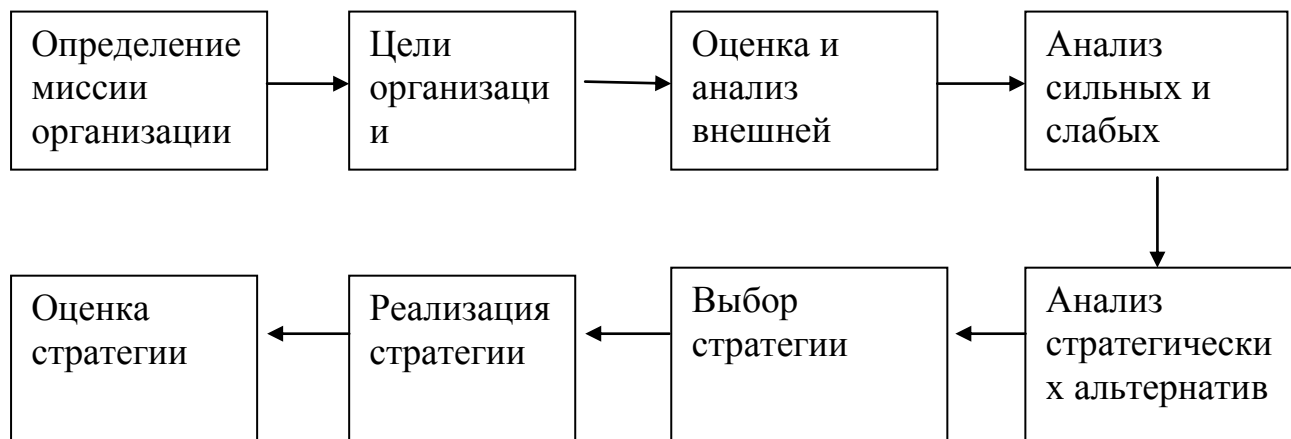 Определение
миссии
организации
Цели
организаци
и
Оценка и
анализ
внешней
Анализ
сильных и
слабых
Анализ
стратегически
х альтернатив
Выбор
стратегии
Реализация
стратегии
Оценка
стратегии